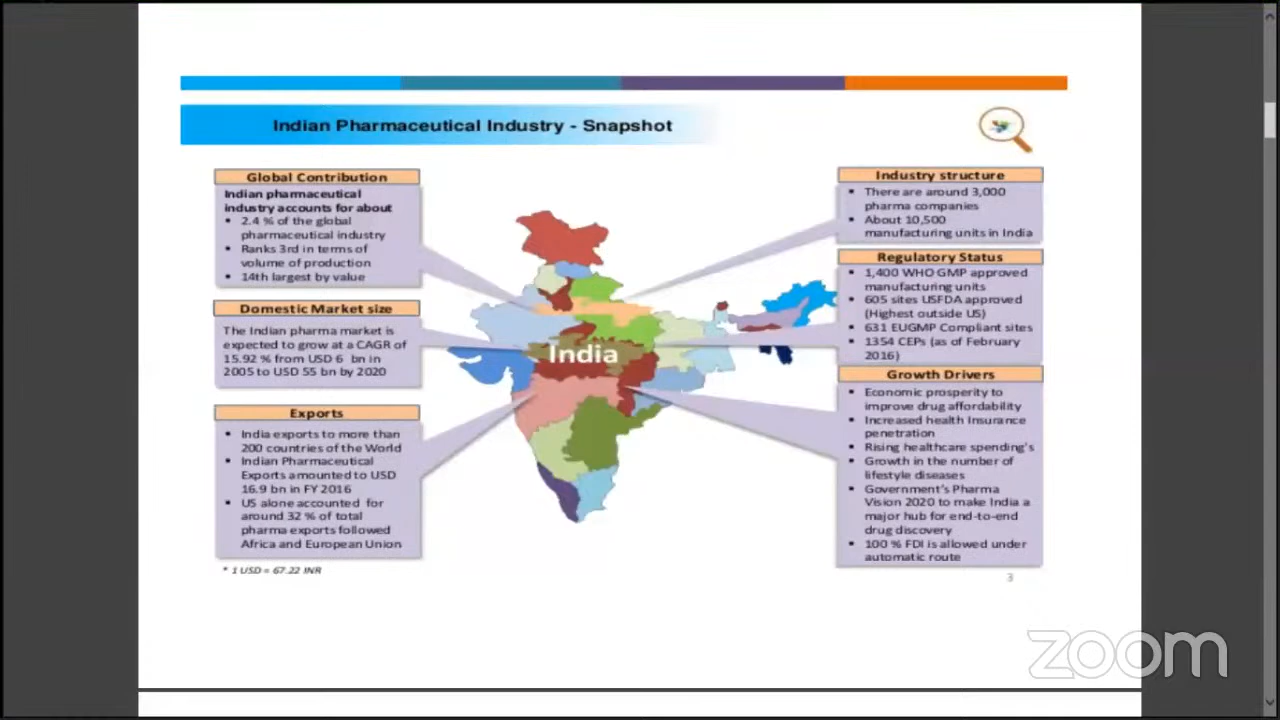 Indian Pharmaceutical Industry - Snapshot
Global Contribution
Indian pharmaceutical
industry accounts for about
▪ 2.4 % of the global
pharmaceutical industry
▪ Ranks 3rd in terms of
volume of production
▪ 14th largest by value
Domestic Market size
The Indian pharma market is
expected to grow at a CAGR of
15.92 % from USD 6 bn in
2005 to USD 55 bn by 2020
Exports
▪ India exports to more than
200 countries of the World
▪ Indian Pharmaceutical
Exports amounted to USD
16.9 bn in FY 2016
▪ US alone accounted for
around 32 % of total
pharma exports followed
Africa and European Union
* 1 USD = 67.22 INR
India
Industry structure
▪ There are around 3,000
pharma companies
▪ About 10,500
manufacturing units in India
Regulatory Status
▪ 1,400 WHO GMP approved
manufacturing units
▪ 605 sites USFDA approved
(Highest outside US)
▪ 631 EUGMP Compliant sites
▪ 1354 CEPs (as of February
2016)
Growth Drivers
▪ Economic prosperity to
improve drug affordability
▪ Increased health Insurance
penetration
▪ Rising healthcare spending's
▪ Growth in the number of
lifestyle diseases
▪ Government's Pharma
Vision 2020 to make India a
major hub for end-to-end
drug discovery
▪ 100 % FDI is allowed under
automatic route
3
zoom